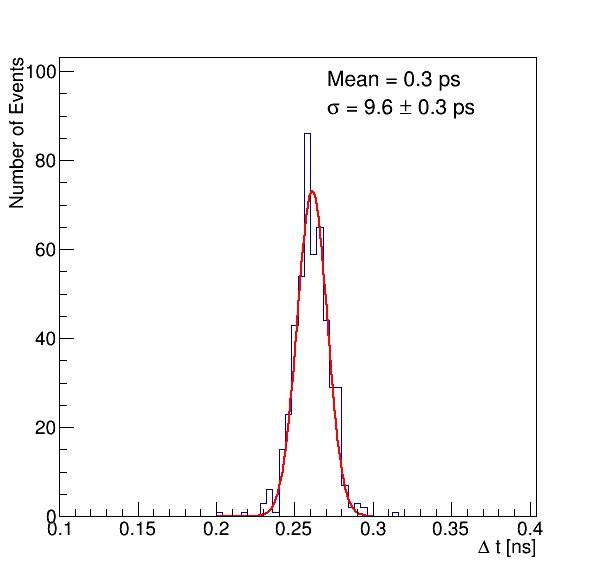 Mean = 0.3 ps
σ = 9.6 ± 0.3 ps
Number of Events
100
80
60
40
20
0
0.1 0.15 0.2 0.25 0.3 0.35 0.4
Δ t [ns]